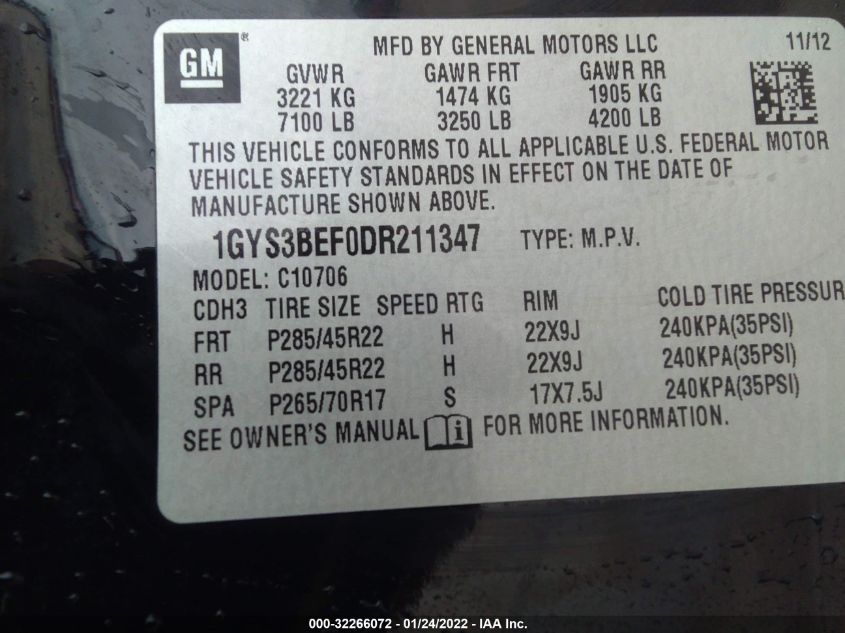 GM ®
MFD BY GENERAL MOTORS LLC 11/12
GVWR GAWR FRT GAWR RR
3221 KG 1474 KG 1905 KG
7100 LB 3250 LB 4200 LB
THIS VEHICLE CONFORMS TO ALL APPLICABLE U.S. FEDERAL MOTOR
VEHICLE SAFETY STANDARDS IN EFFECT ON THE DATE OF
MANUFACTURE SHOWN ABOVE.
1GYS3BEF0DR211347 TYPE: M.P.V.
MODEL: C10706
CDH3 TIRE SIZE SPEED RTG RIM COLD TIRE PRESSUR
FRT P285/45R22 H 22X9J 240KPA(35PSI)
RR P285/45R22 H 22X9J 240KPA(35PSI)
SPA P265/70R17 S 17X7.5J 240KPA(35PSI)
SEE OWNER'S MANUAL i FOR MORE INFORMATION.
000-32266072 - 01/24/2022 - IAA Inc.